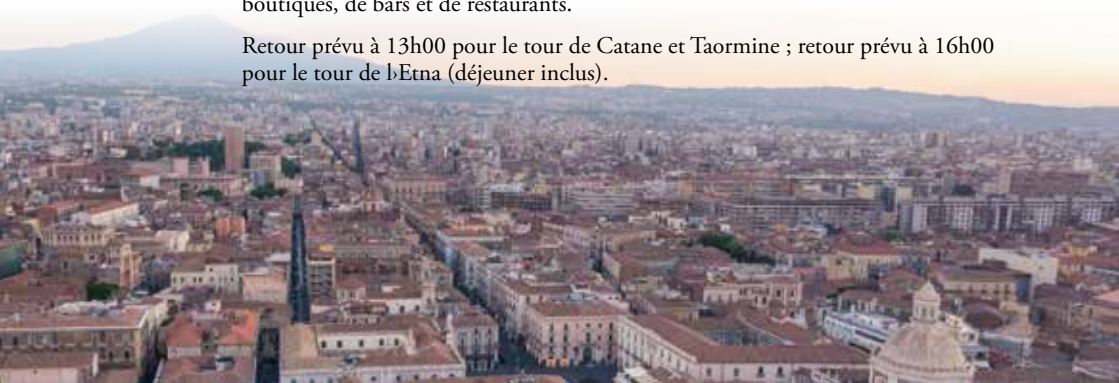 boutiques, de bars et de restaurants.
Retour prévu à 13h00 pour le tour de Catane et Taormine ; retour prévu à 16h00
pour le tour de l›Etna (déjeuner inclus).